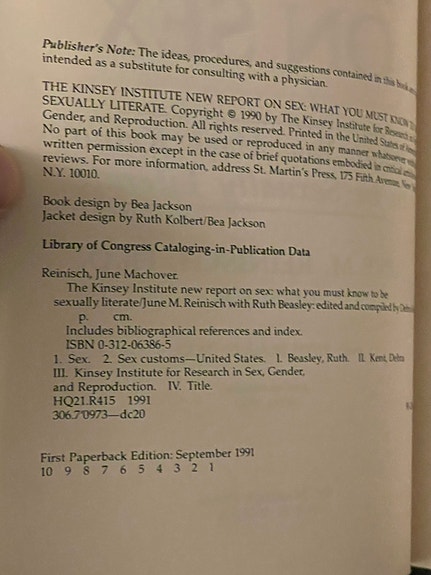 Publisher's Note: The ideas, procedures, and suggestions contained in this book
intended as a substitute for consulting with a physician.
THE KINSEY INSTITUTE NEW REPORT ON SEX: WHAT YOU MUST KNOW
SEXUALLY LITERATE. Copyright © 1990 by The Kinsey Institute for Research
Gender, and Reproduction. All rights reserved. Printed in the United States of
No part of this book may be used or reproduced in any manner whatsoever
written permission except in the case of brief quotations embodied in critical
reviews. For more information, address St. Martin's Press, 175 Fifth Avenue, New
N.Y. 10010.
Book design by Bea Jackson
Jacket design by Ruth Kolbert/Bea Jackson
Library of Congress Cataloging-in-Publication Data
Reinisch, June Machover.
The Kinsey Institute new report on sex: what you must know to be
sexually literate/June M. Reinisch with Ruth Beasley: edited and compiled by
p. cm.
Includes bibliographical references and index.
ISBN 0-312-06386-5
1. Sex. 2. Sex customs—United States. I. Beasley, Ruth. II. Kent, Debra
III. Kinsey Institute for Research in Sex, Gender,
and Reproduction. IV. Title.
HQ21.R415 1991
306.7'0973—dc20
First Paperback Edition: September 1991
10 9 8 7 6 5 4 3 2 1